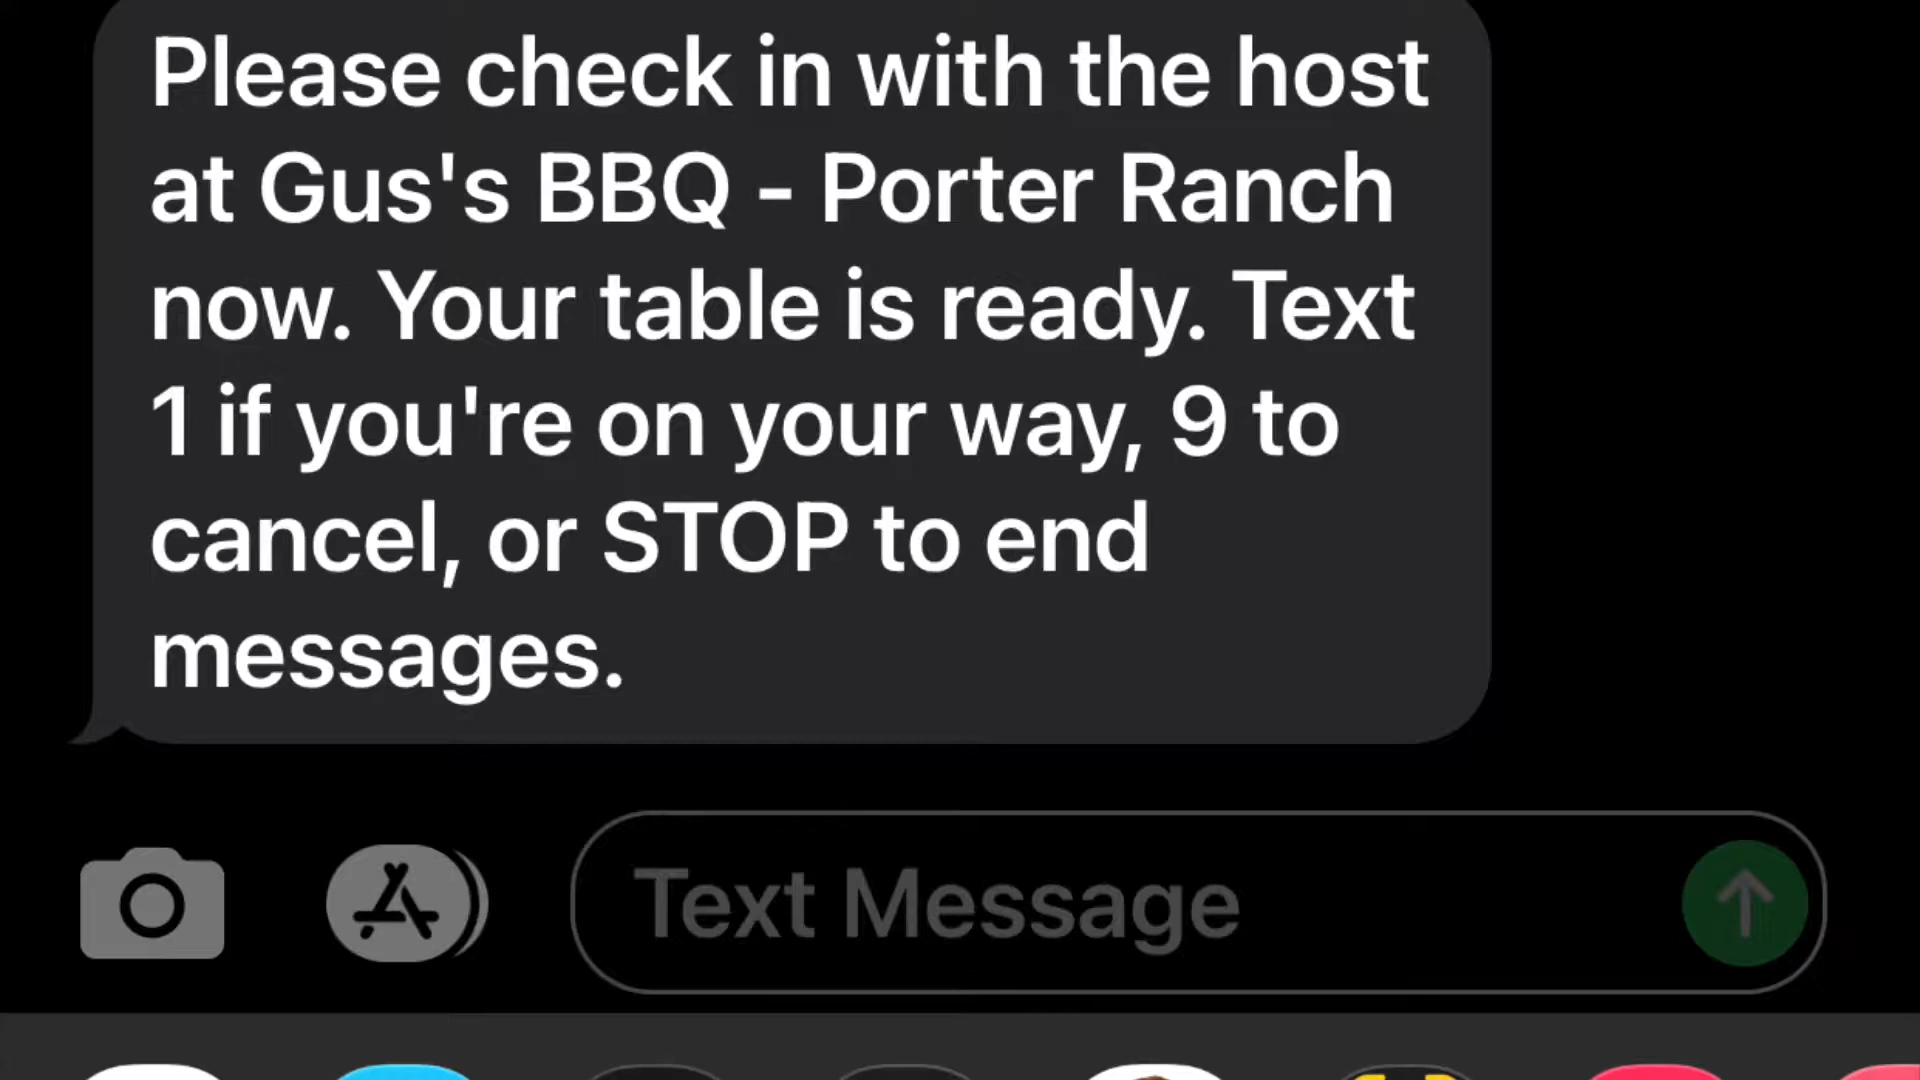 Please check in with the host
at Gus's BBQ - Porter Ranch
now. Your table is ready. Text
1 if you're on your way, 9 to
cancel, or STOP to end
messages.
Text Message